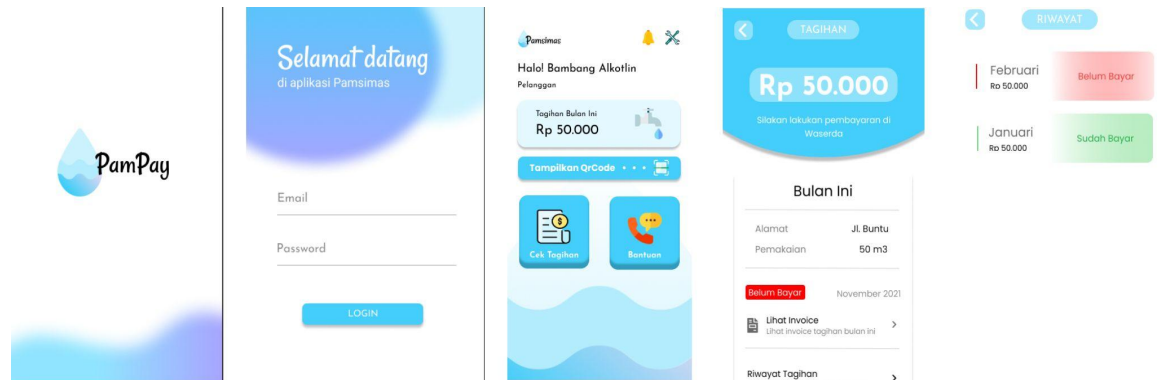 PamPay
Selamat datang
di aplikasi Pamsimas
Email
Password
LOGIN
Pamsimas
Halo! Bambang Alkotlin
Pelanggan
Tagihan Bulan Ini
Rp 50.000
Tampilkan QrCode
Cek Tagihan
Bantuan
TAGIHAN
Rp 50.000
Silakan lakukan pembayaran di
Waserda
Bulan Ini
Alamat Jl. Buntu
Pemakaian 50 m3
Belum Bayar November 2021
Lihat Invoice
Lihat invoice tagihan bulan ini
Riwayat Tagihan
RIWAYAT
Februari
Rp 50.000
Belum Bayar
Januari
Rp 50.000
Sudah Bayar